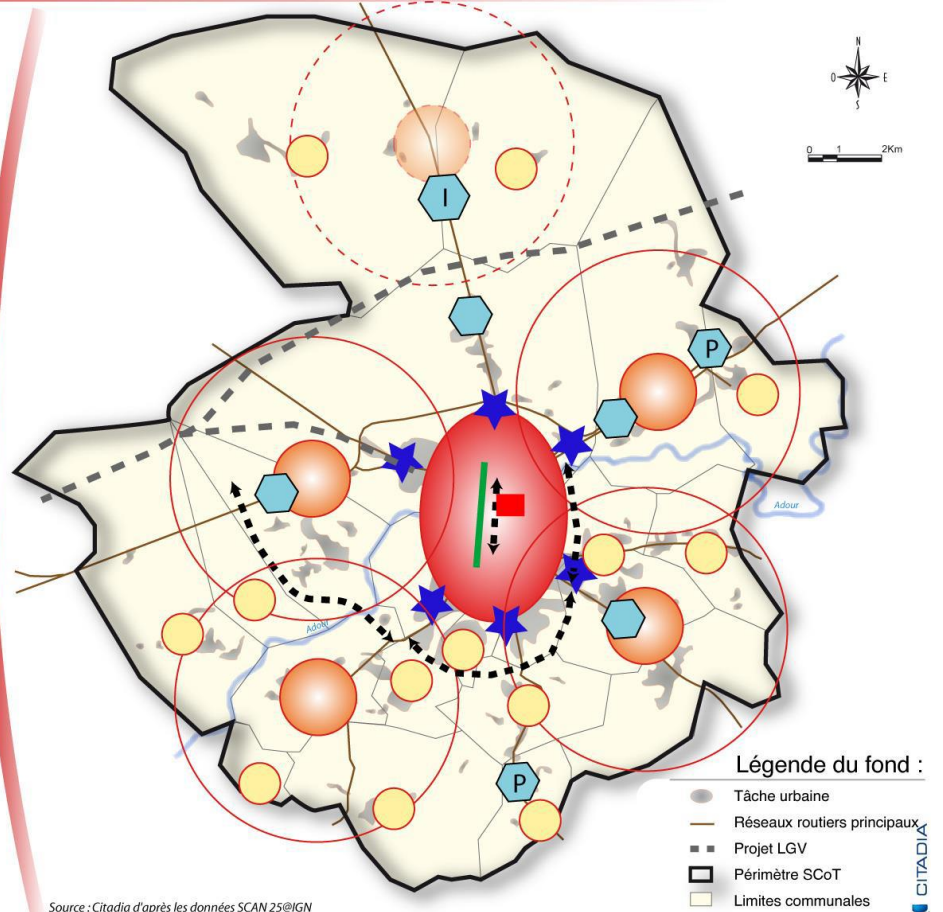 N
O E
S
0 1 2Km
I
P
Adour
Adour
P
Légende du fond :
Tâche urbaine
Réseaux routiers principaux
Projet LGV
Périmètre SCoT
Limites communales
CITADIA
Source : Citadia d'après les données SCAN 25@IGN